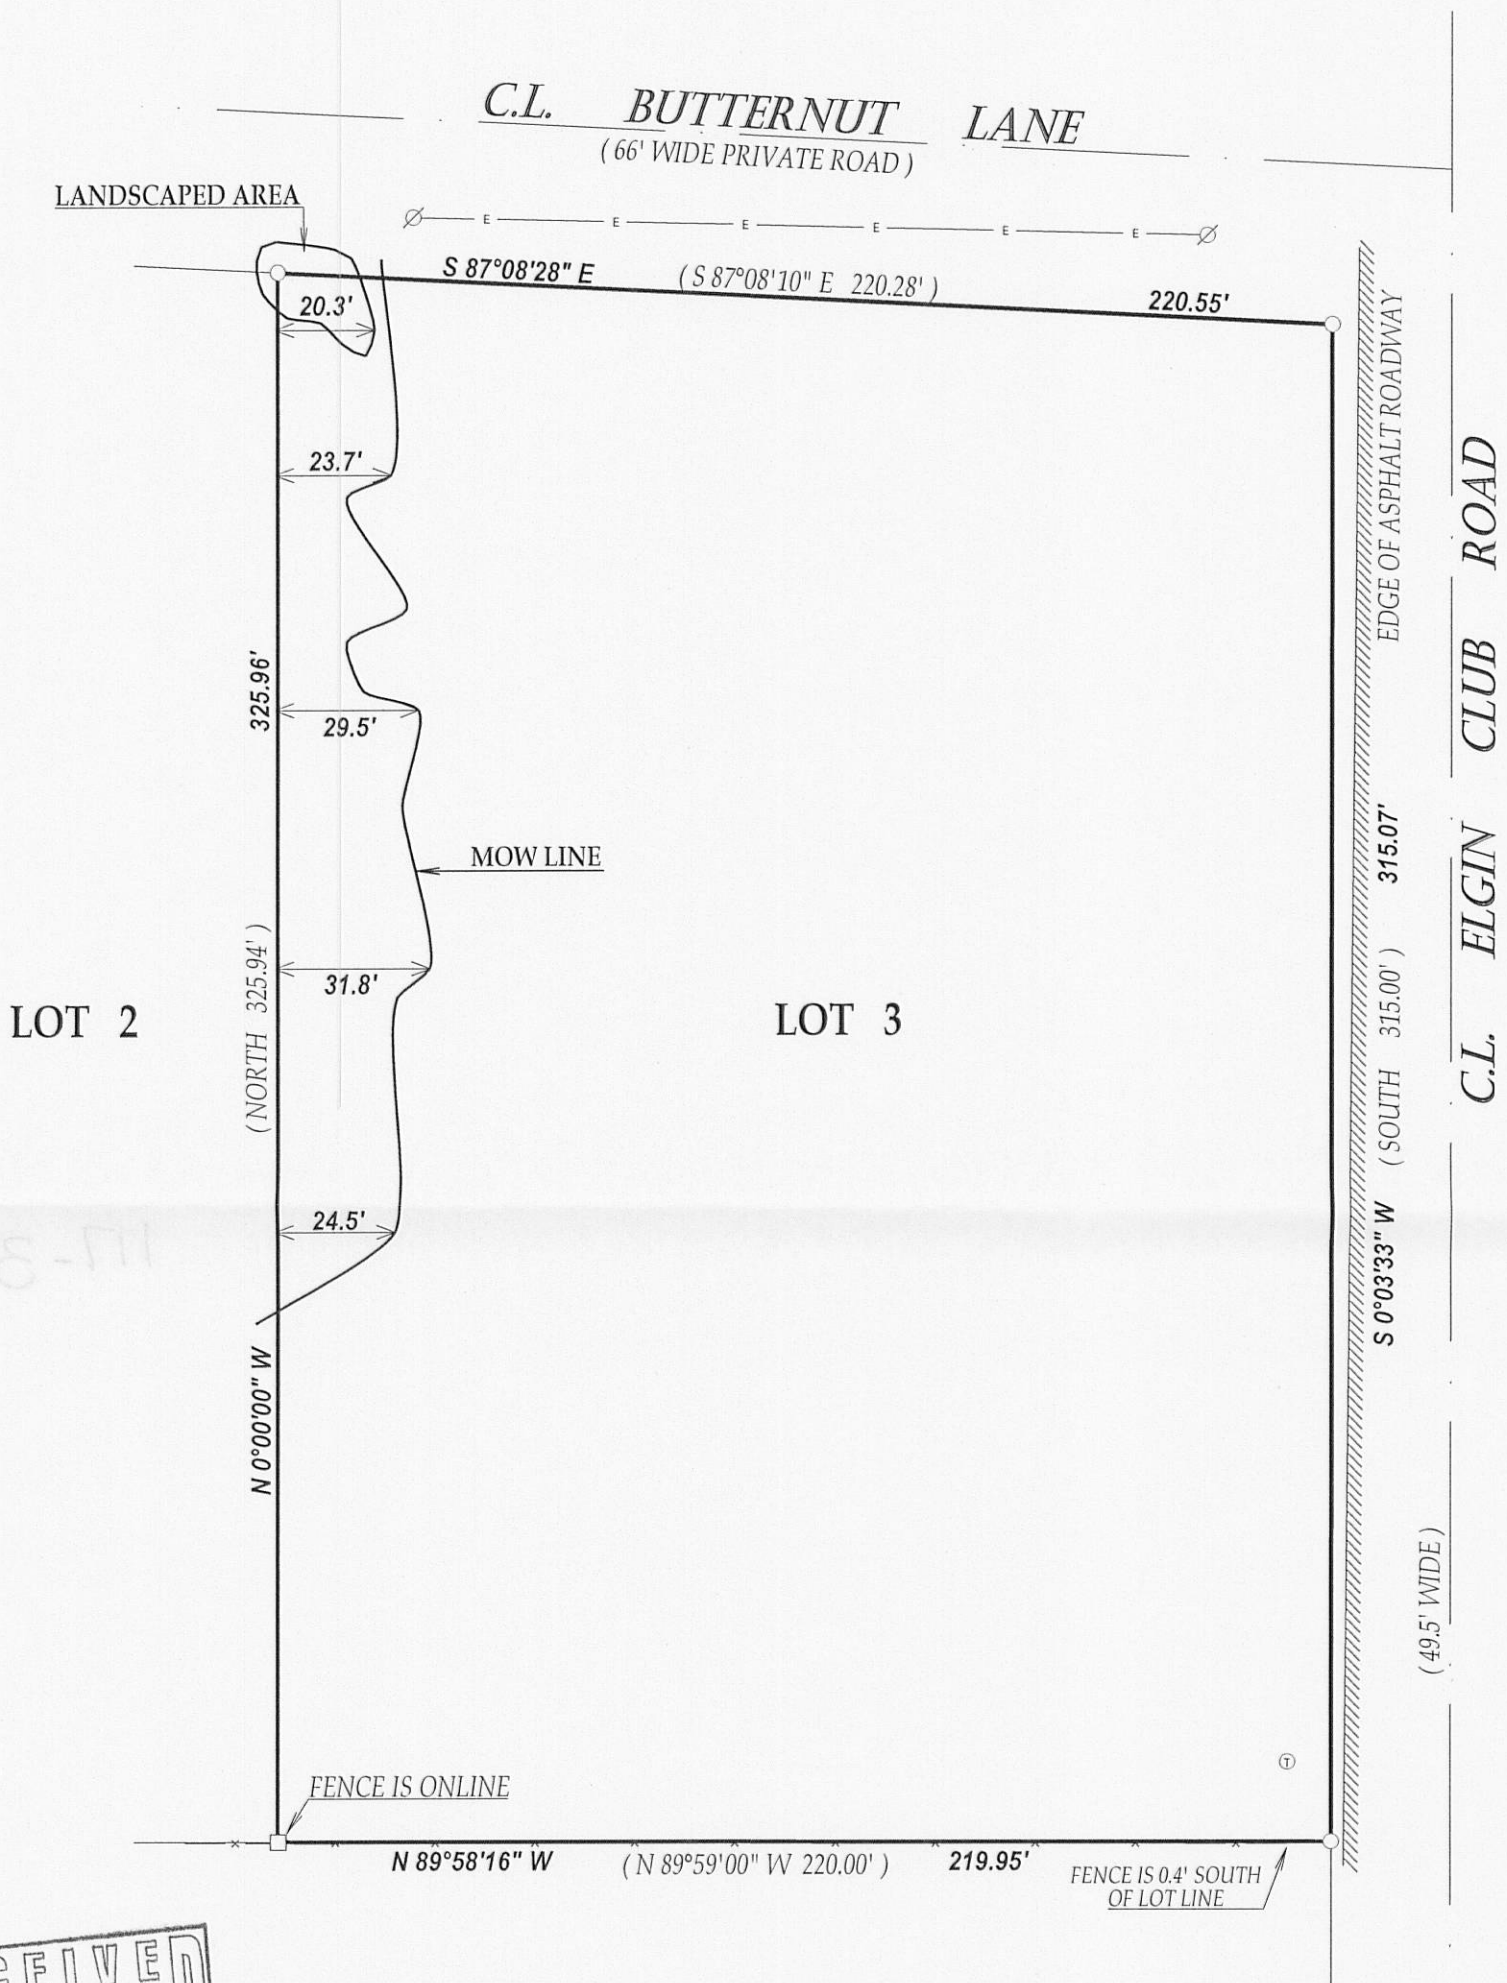 C.L. BUTTERNUT LANE
( 66' WIDE PRIVATE ROAD )
LANDSCAPED AREA
E E E E E E
S 87°08'28" E ( S 87°08'10" E 220.28' ) 220.55'
20.3'
23.7'
29.5'
MOW LINE
31.8'
24.5'
325.96'
( NORTH 325.94' )
N 0°00'00" W
LOT 2
LOT 3
EDGE OF ASPHALT ROADWAY
315.07'
( SOUTH 315.00' )
S 0°03'33" W
C.L. ELGIN CLUB ROAD
( 49.5' WIDE )
T
FENCE IS ONLINE
N 89°58'16" W ( N 89°59'00" W 220.00' ) 219.95'
FENCE IS 0.4' SOUTH
OF LOT LINE